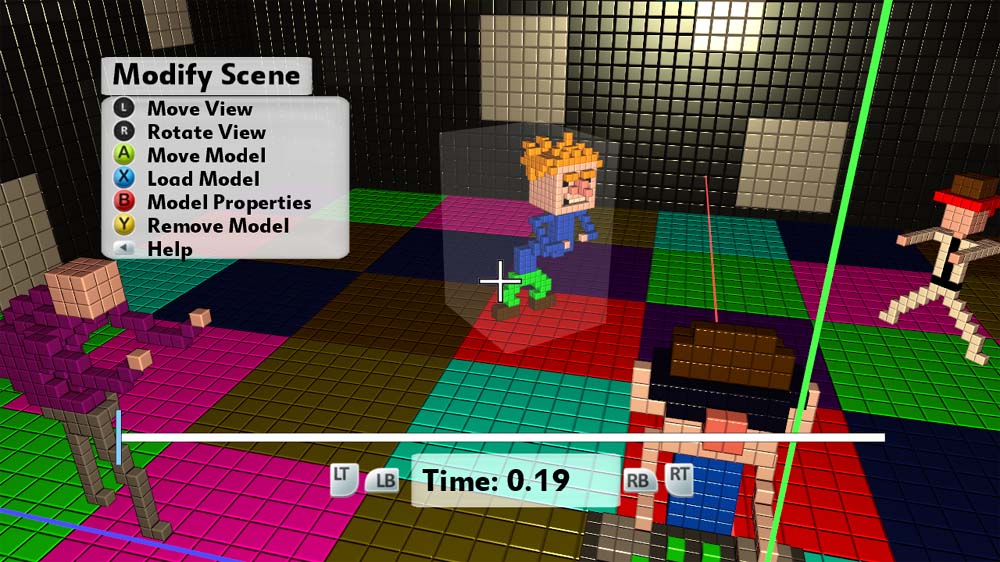 Modify Scene
L Move View
R Rotate View
A Move Model
X Load Model
B Model Properties
Y Remove Model
Help
LT LB Time: 0.19 RB RT